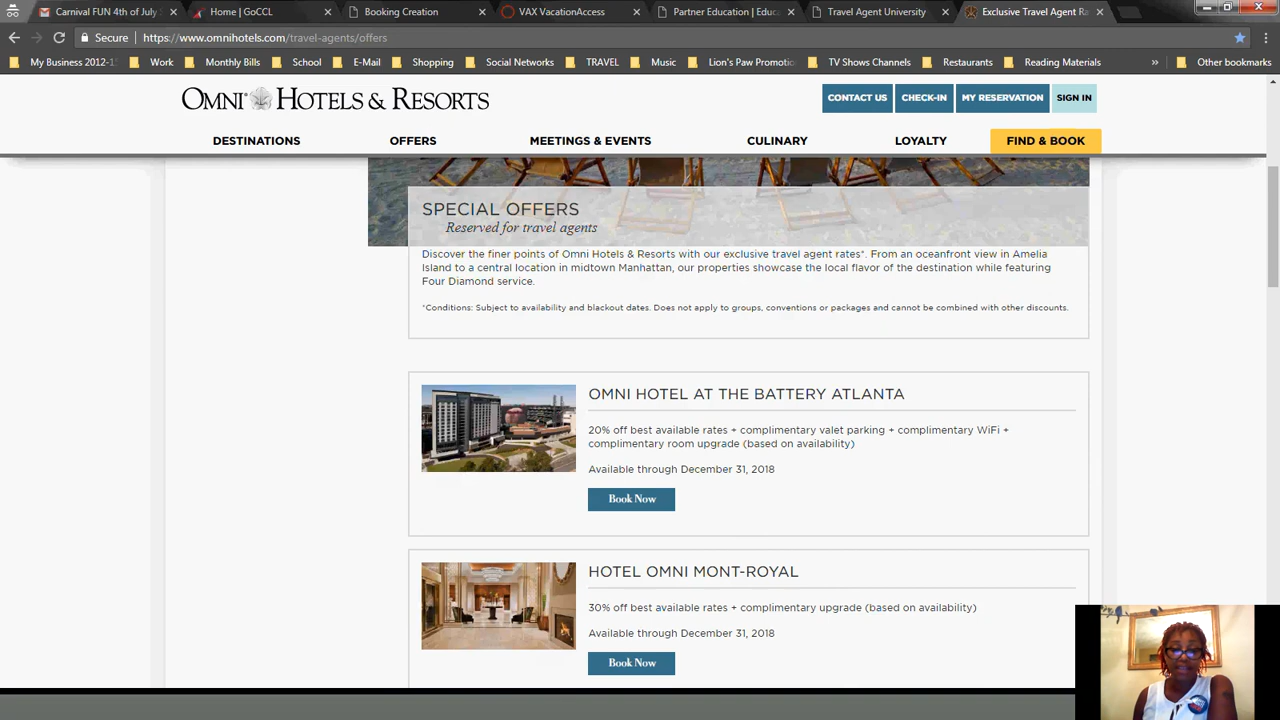 Carnival FUN 4th of July
Home | GoCCL
Booking Creation
VAX VacationAccess
Partner Education | Educ
Travel Agent University
Exclusive Travel Agent Ra
Secure
https://www.omnihotels.com/travel-agents/offers
My Business 2012-1
Work
Monthly Bills
School
E-Mail
Shopping
Social Networks
TRAVEL
Music
Lion's Paw Promotio
TV Shows Channels
Restaurants
Reading Materials
»
Other bookmarks
OMNI HOTELS & RESORTS
CONTACT US
CHECK-IN
MY RESERVATION
SIGN IN
DESTINATIONS
OFFERS
MEETINGS & EVENTS
CULINARY
LOYALTY
FIND & BOOK
SPECIAL OFFERS
Reserved for travel agents
Discover the finer points of Omni Hotels & Resorts with our exclusive travel agent rates*. From an oceanfront view in Amelia
Island to a central location in midtown Manhattan, our properties showcase the local flavor of the destination while featuring
Four Diamond service.
*Conditions: Subject to availability and blackout dates. Does not apply to groups, conventions or packages and cannot be combined with other discounts.
OMNI HOTEL AT THE BATTERY ATLANTA
20% off best available rates + complimentary valet parking + complimentary WiFi +
complimentary room upgrade (based on availability)
Available through December 31, 2018
Book Now
HOTEL OMNI MONT-ROYAL
30% off best available rates + complimentary upgrade (based on availability)
Available through December 31, 2018
Book Now